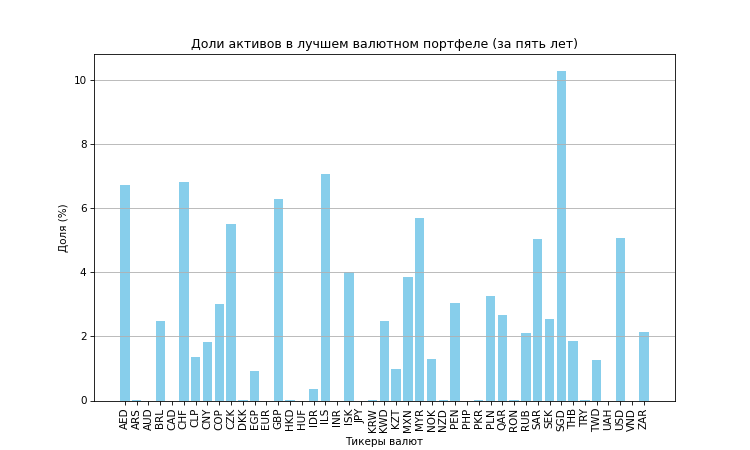 Доли активов в лучшем валютном портфеле (за пять лет)
Доля (%)
10
8
6
4
2
0
AED ARS AUD BRL CAD CHF CLP CNY COP CZK DKK EGP EUR GBP HKD HUF IDR ILS INR ISK JPY KRW KWD KZT MXN MYR NOK NZD PEN PHP PKR PLN QAR RON RUB SAR SEK SGD THB TRY TWD UAH USD VND ZAR
Тикеры валют